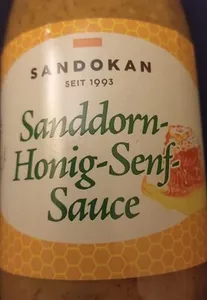 SANDOKAN
SEIT 1993
Sanddorn-
Honig-Senf-
Sauce